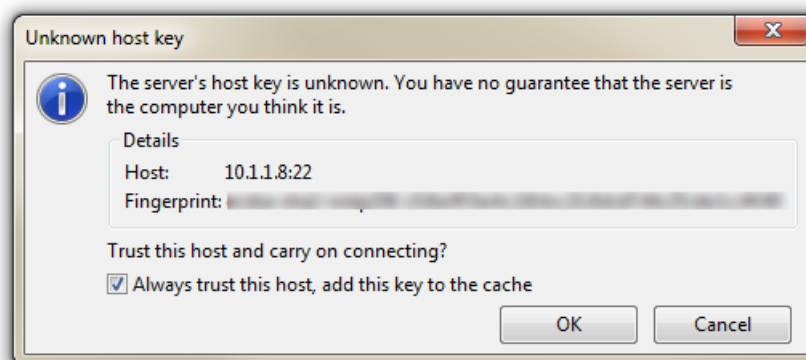 Unknown host key
The server's host key is unknown. You have no guarantee that the server is
the computer you think it is.
Details
Host: 10.1.1.8:22
Fingerprint:
Trust this host and carry on connecting?
Always trust this host, add this key to the cache
OK Cancel